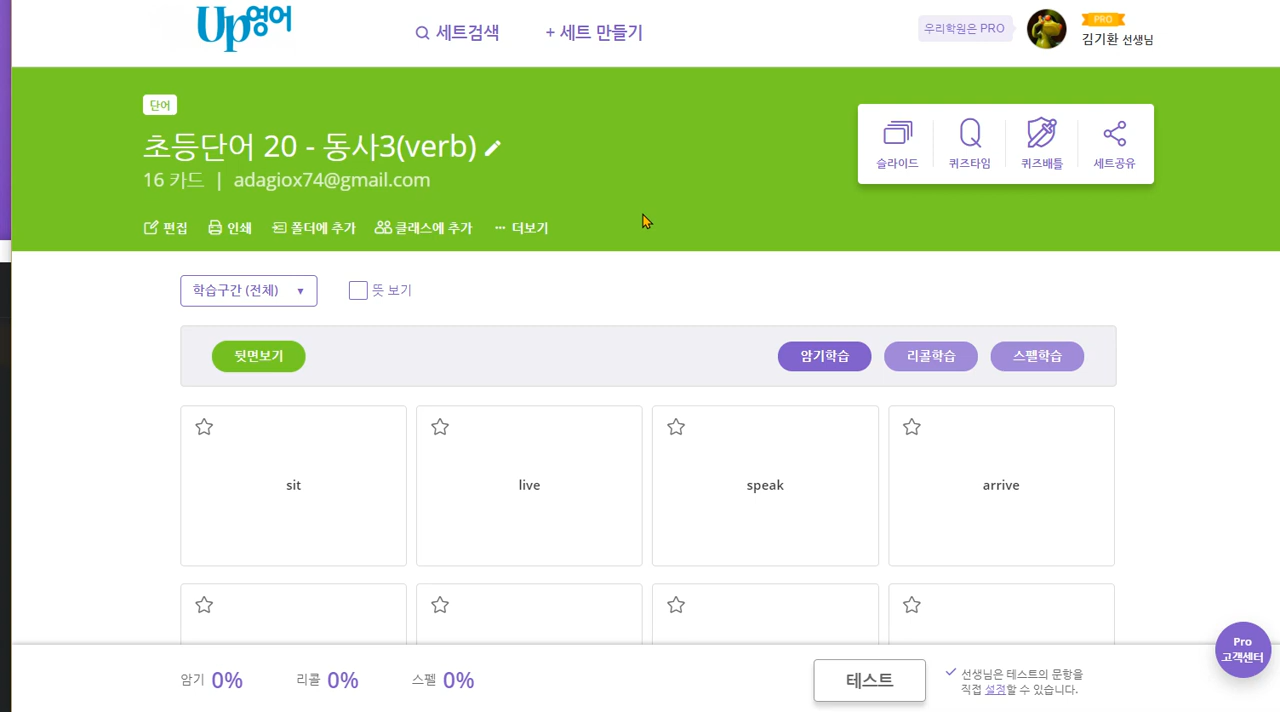 Up영어
세트검색
+ 세트 만들기
우리학원은 PRO
PRO
김기환 선생님
단어
초등단어 20 - 동사3(verb)
16 카드 | adagiox74@gmail.com
슬라이드
퀴즈타임
퀴즈배틀
세트공유
편집
인쇄
폴더에 추가
클래스에 추가
··· 더보기
학습구간 (전체) ▼
뜻 보기
뒷면보기
암기학습
리콜학습
스펠학습
sit
live
speak
arrive
암기 0%
리콜 0%
스펠 0%
테스트
선생님은 테스트의 문항을
직접 설정할 수 있습니다.
Pro
고객센터